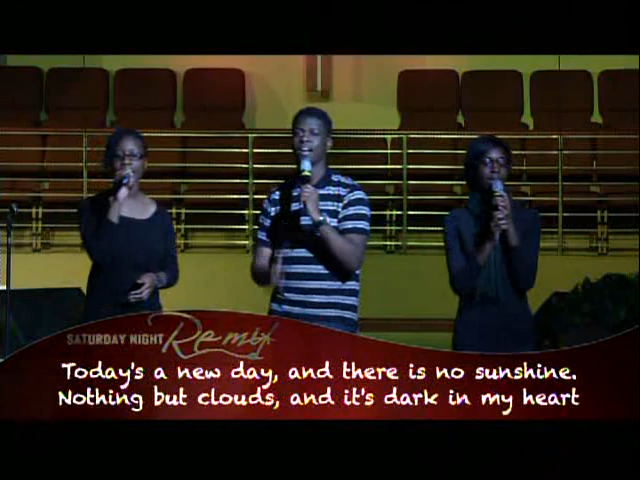 SATURDAY NIGHT Remix
Today's a new day, and there is no sunshine.
Nothing but clouds, and it's dark in my heart